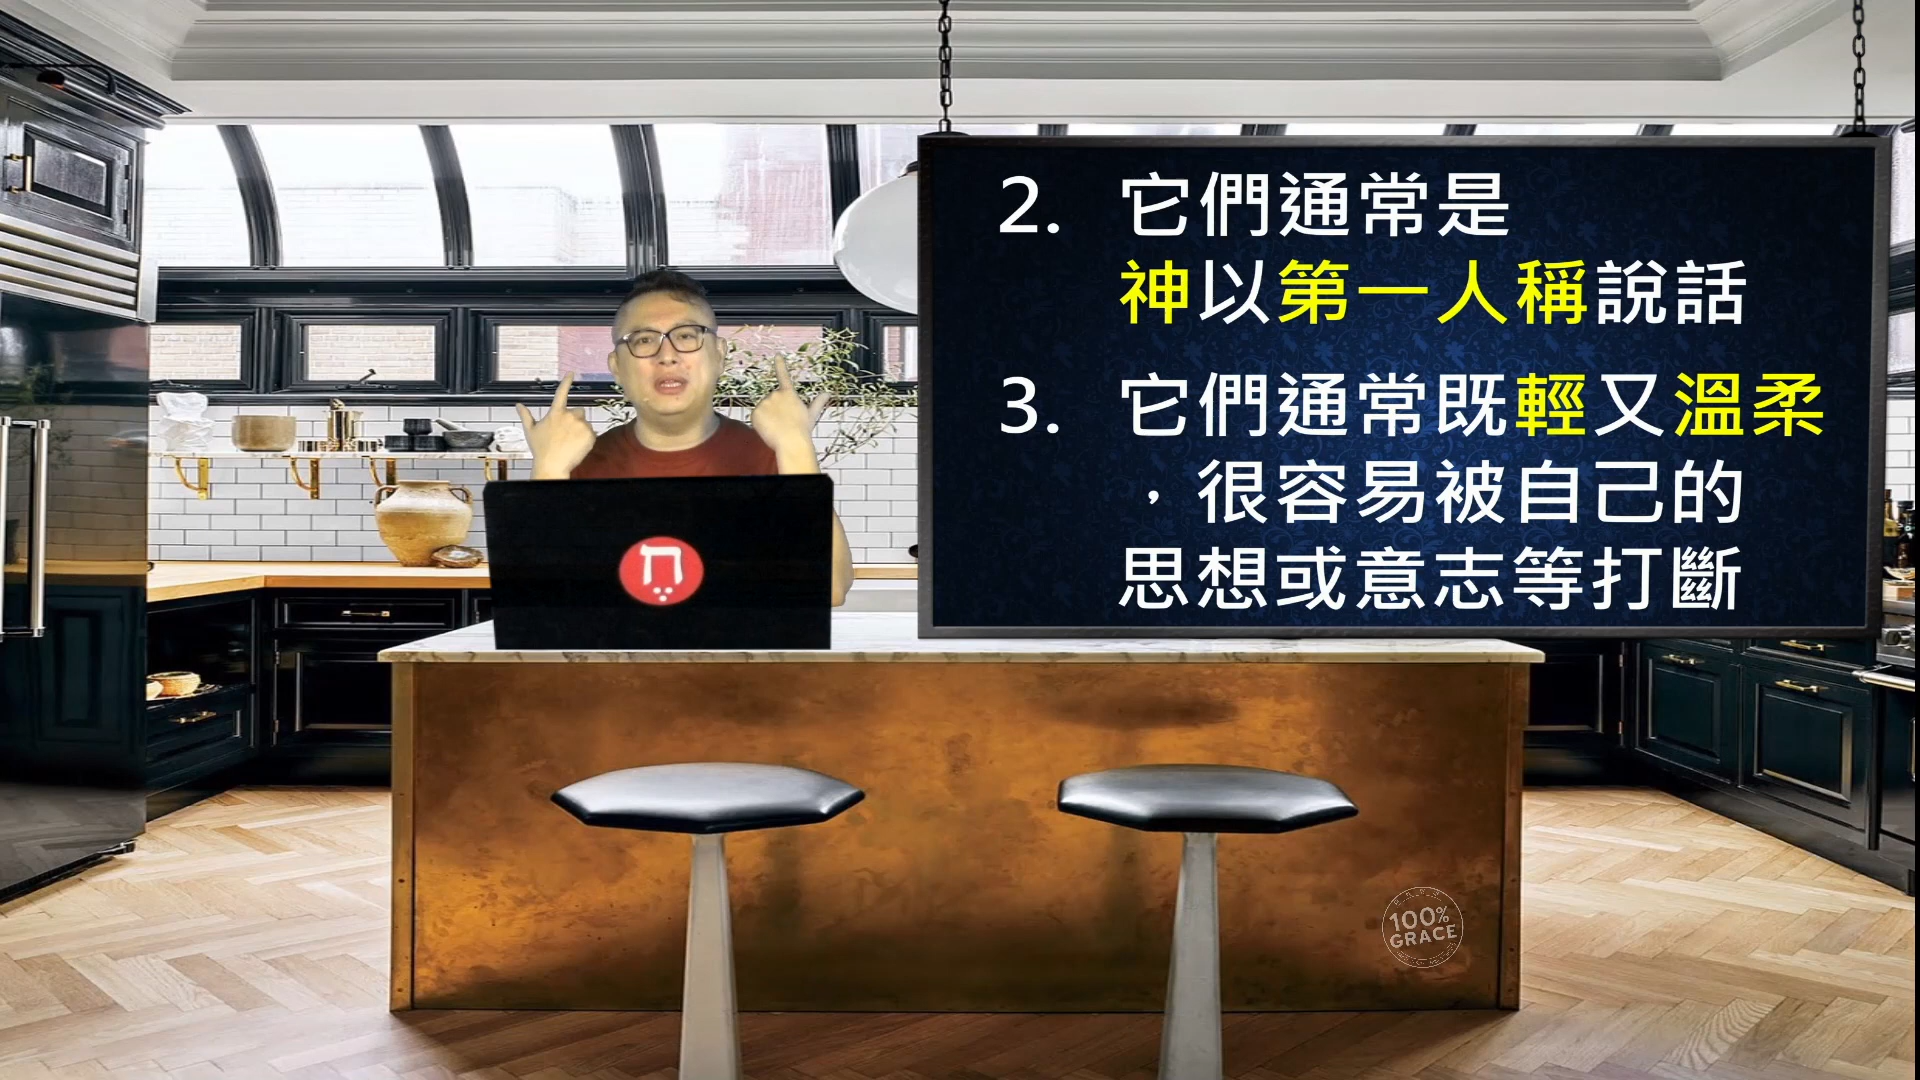 2. 它們通常是
神以第一人稱說話
3. 它們通常既輕又溫柔
，很容易被自己的
思想或意志等打斷
100%
GRACE